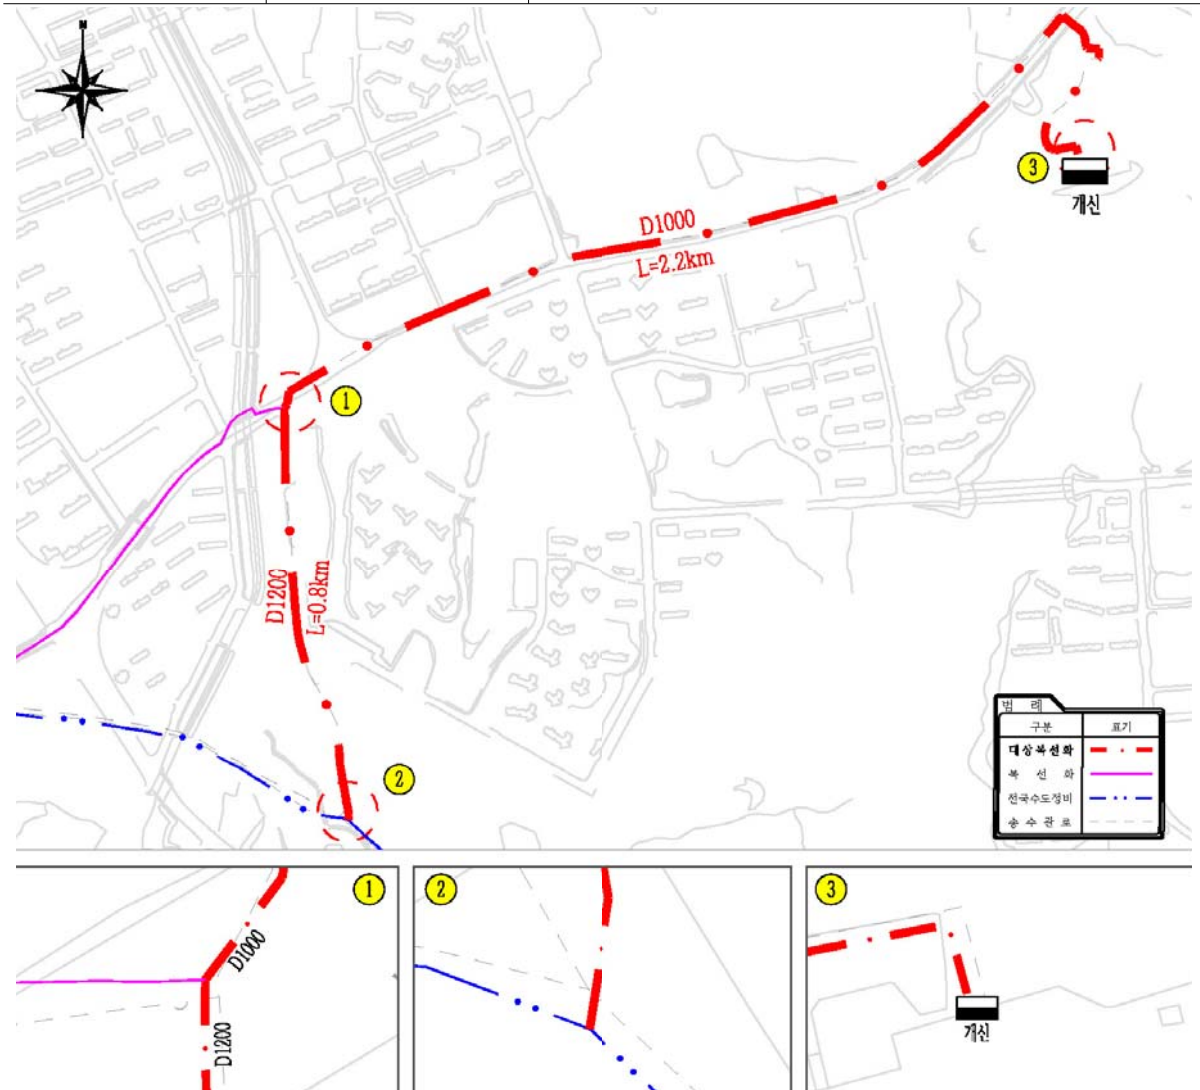 N
3
개신
D1000
L=2.2km
1
D1200
L=0.8km
2
범 례
구분 표기
대상복선화
복 선 화
전국수도정비
송 수 관 로
1
D1000
D1200
2
3
개신